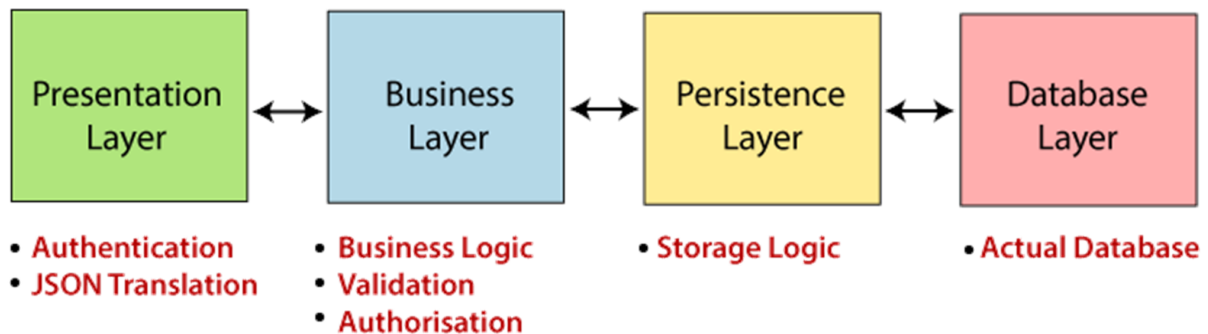 Presentation
Layer
Business
Layer
Persistence
Layer
Database
Layer
• Authentication
• JSON Translation
• Business Logic
• Validation
• Authorisation
• Storage Logic
• Actual Database